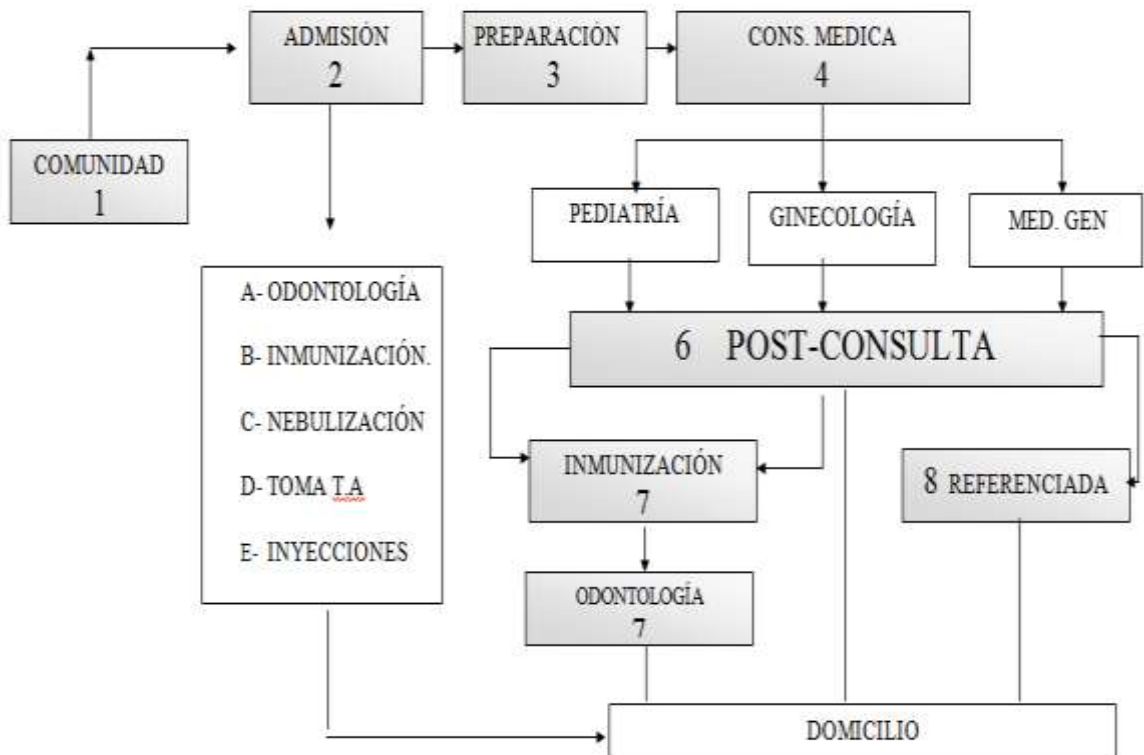 ADMISIÓN
2
PREPARACIÓN
3
CONS. MEDICA
4
COMUNIDAD
1
PEDIATRÍA
GINECOLOGÍA
MED. GEN
A- ODONTOLOGÍA
B- INMUNIZACIÓN.
C- NEBULIZACIÓN
D- TOMA T.A
E- INYECCIONES
6 POST-CONSULTA
INMUNIZACIÓN
7
8 REFERENCIADA
ODONTOLOGÍA
7
DOMICILIO